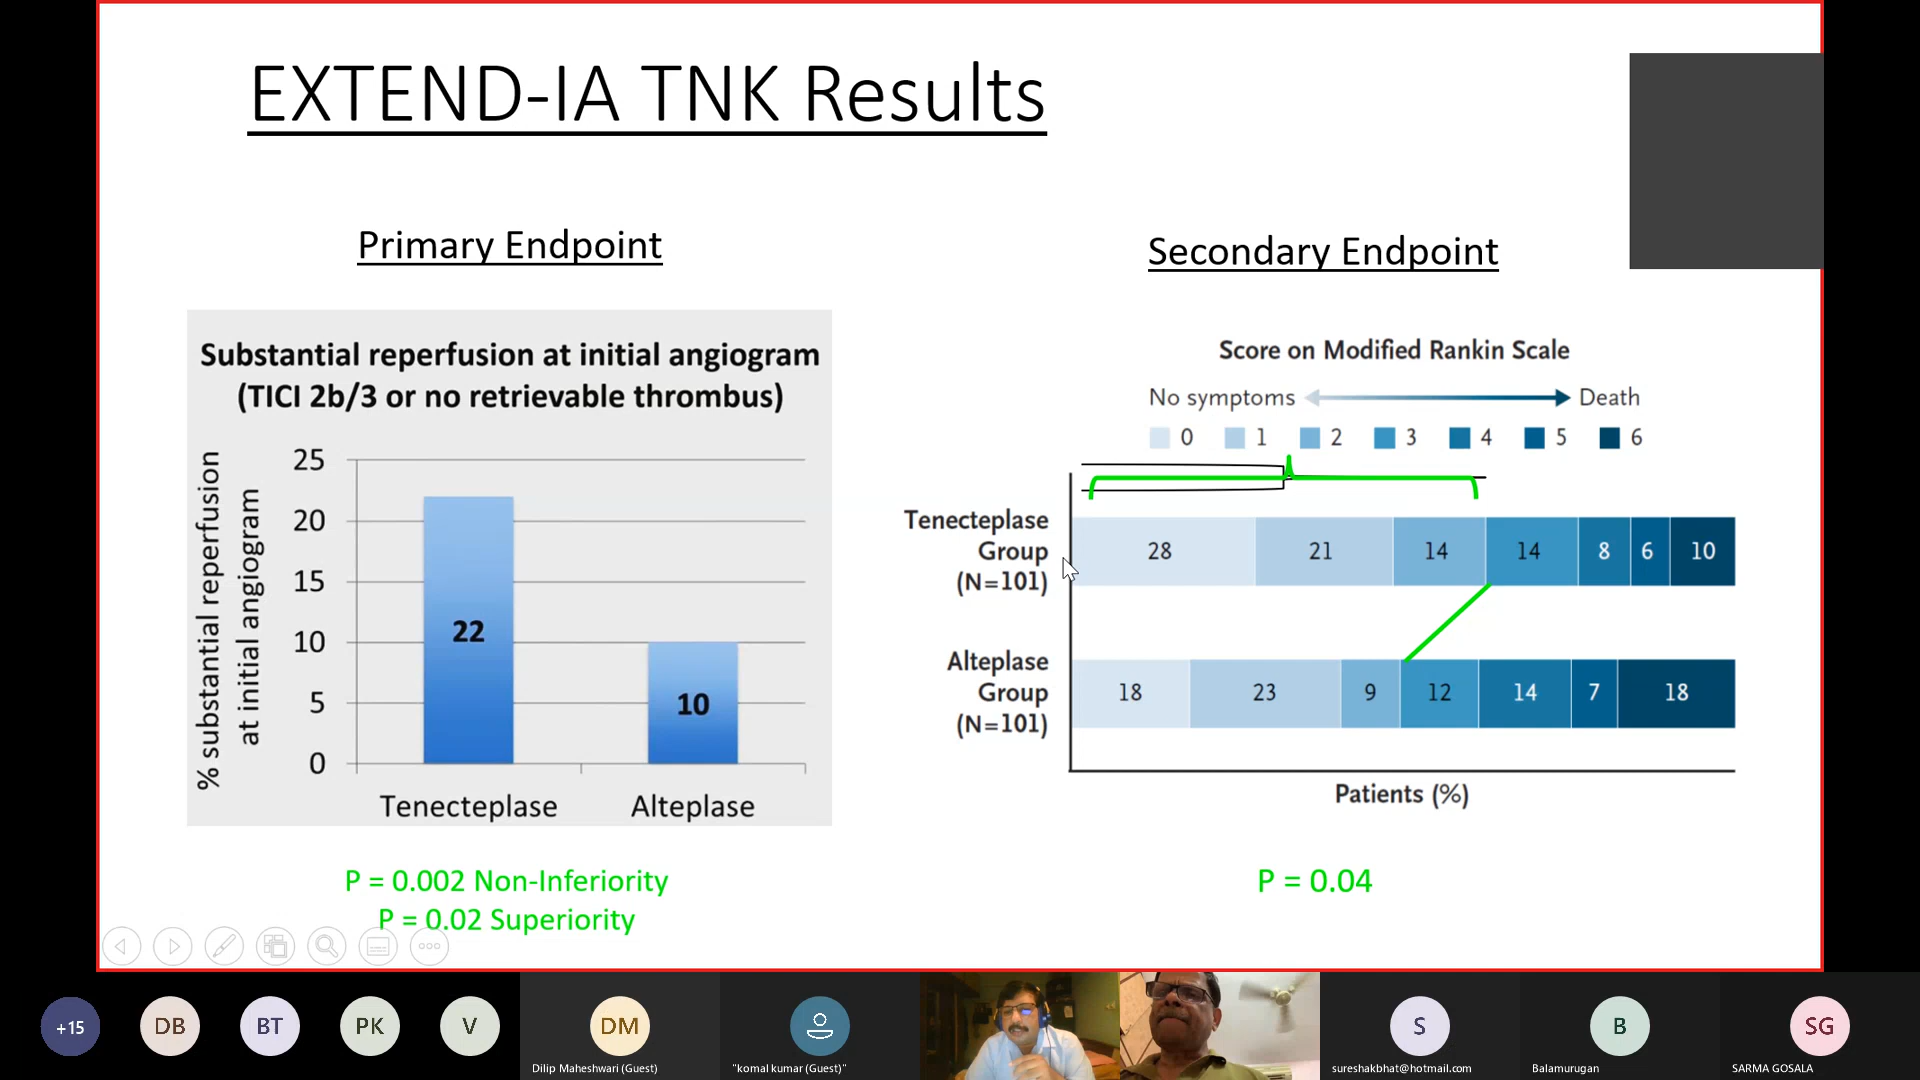 EXTEND-IA TNK Results
Primary Endpoint
Substantial reperfusion at initial angiogram
(TICI 2b/3 or no retrievable thrombus)
% substantial reperfusion
at initial angiogram
25
20
15
10
5
0
22
10
Tenecteplase
Alteplase
P = 0.002 Non-Inferiority
P = 0.02 Superiority
Secondary Endpoint
Score on Modified Rankin Scale
No symptoms Death
0 1 2 3 4 5 6
Tenecteplase
Group
(N=101)
28 21 14 14 8 6 10
Alteplase
Group
(N=101)
18 23 9 12 14 7 18
Patients (%)
P = 0.04
+15
DB
BT
PK
V
DM
Dilip Maheshwari (Guest)
"komal kumar (Guest)"
S
sureshakbhat@hotmail.com
B
Balamurugan
SG
SARMA GOSALA